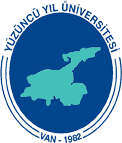 YÜZÜNCÜ YIL ÜNİVERSİTESİ
VAN - 1982